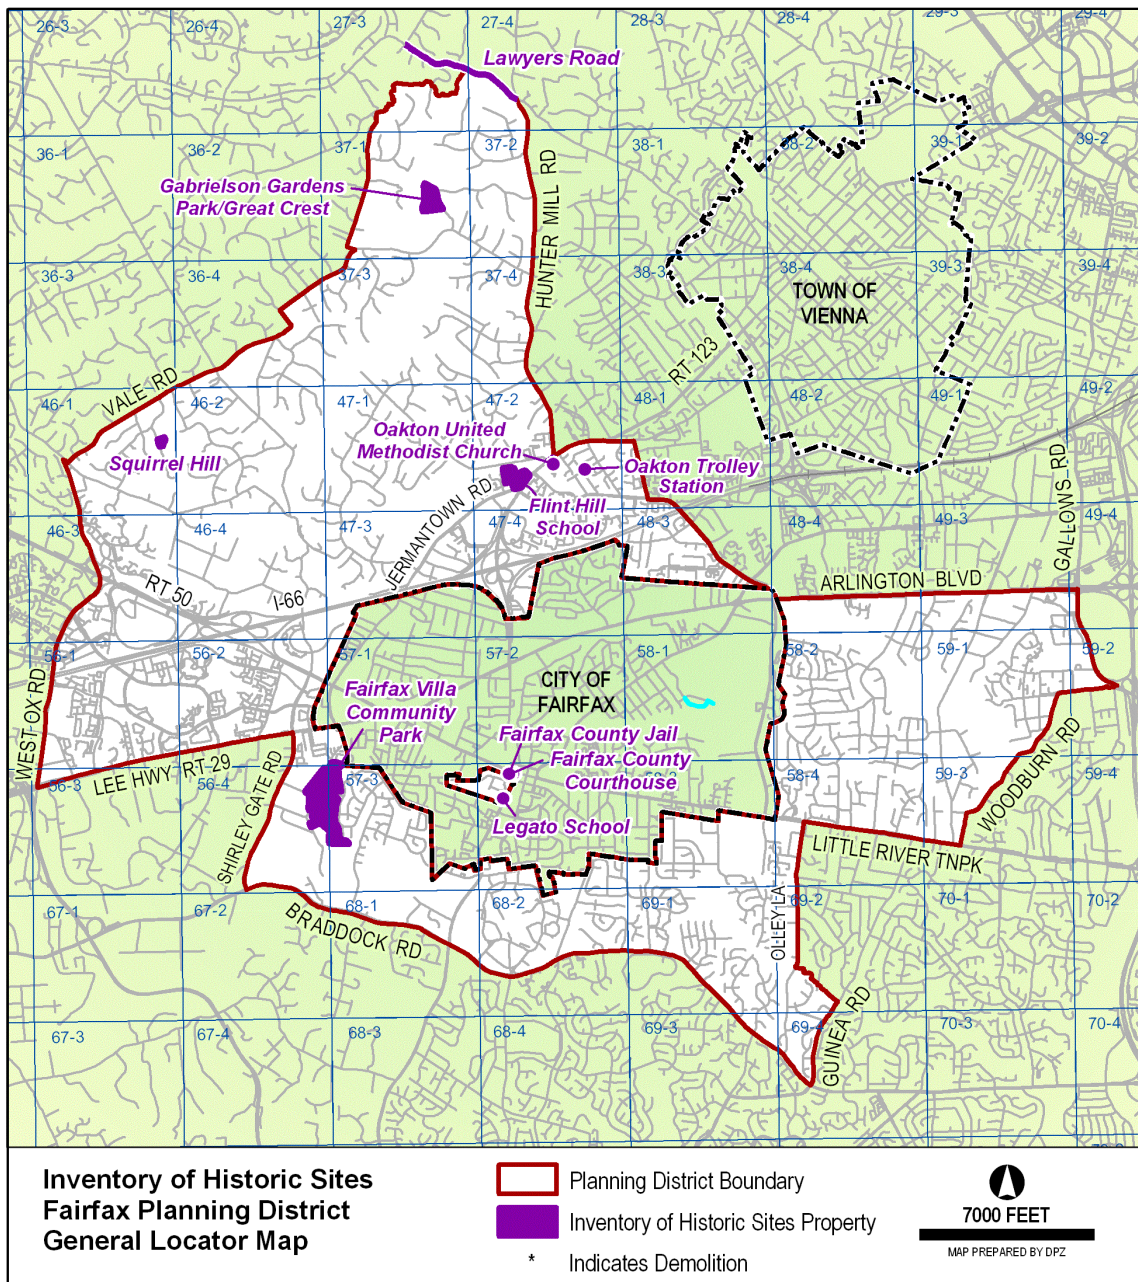 26-3
26-4
27-3
27-4
28-3
28-4
29-3
29-4
Lawyers Road
36-1
36-2
37-1
37-2
38-1
38-2
39-1
39-2
Gabrielson Gardens
Park/Great Crest
HUNTER MILL RD
36-3
36-4
37-3
37-4
38-3
38-4
39-3
39-4
TOWN OF
VIENNA
RT 123
VALE RD
46-1
46-2
47-1
47-2
48-1
48-2
49-1
49-2
Oakton United
Methodist Church
Squirrel Hill
Oakton Trolley
Station
Flint Hill
School
JERMANTOWN RD
GALLOWS RD
46-3
46-4
47-3
47-4
48-3
48-4
49-3
49-4
RT 50
I-66
ARLINGTON BLVD
56-1
56-2
57-1
57-2
58-1
58-2
59-1
59-2
CITY OF
FAIRFAX
Fairfax Villa
Community
Park
WEST OX RD
LEE HWY RT 29
SHIRLEY GATE RD
Fairfax County Jail
Fairfax County
Courthouse
Legato School
WOODBURN RD
56-3
56-4
57-3
58-3
58-4
59-3
59-4
LITTLE RIVER TNPK
OLLEY LA
67-1
67-2
68-1
68-2
69-1
69-2
70-1
70-2
BRADDOCK RD
GUINEA RD
67-3
67-4
68-3
68-4
69-3
69-4
70-3
70-4
Inventory of Historic Sites
Fairfax Planning District
General Locator Map
Planning District Boundary
Inventory of Historic Sites Property
* Indicates Demolition
7000 FEET
MAP PREPARED BY DPZ